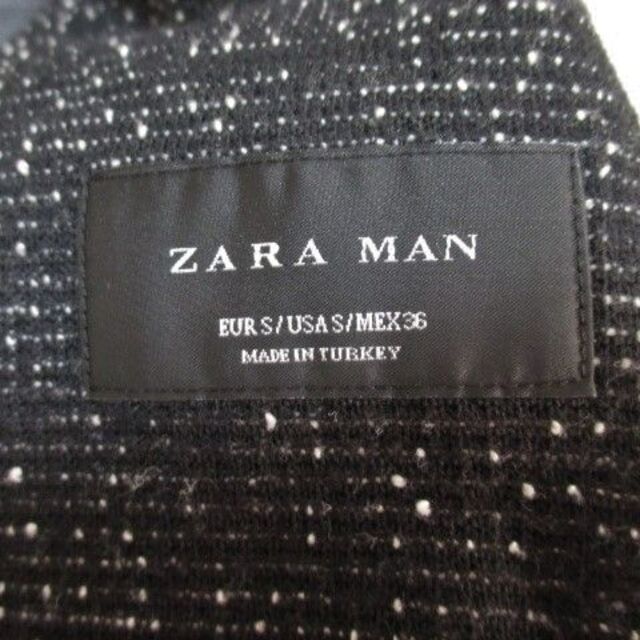 ZARA MAN
EUR S/USA S/MEX 36
MADE IN TURKEY